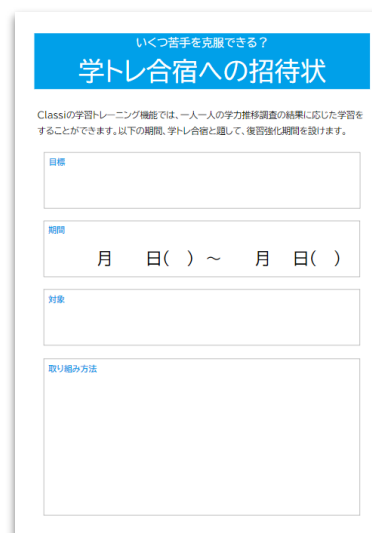 いくつ苦手を克服できる？
学トレ合宿への招待状
Classiの学習トレーニング機能では、一人一人の学力推移調査の結果に応じた学習を
することができます。以下の期間、学トレ合宿と題して、復習強化期間を設けます。
目標
期間
月 日( ) ～ 月 日( )
対象
取り組み方法